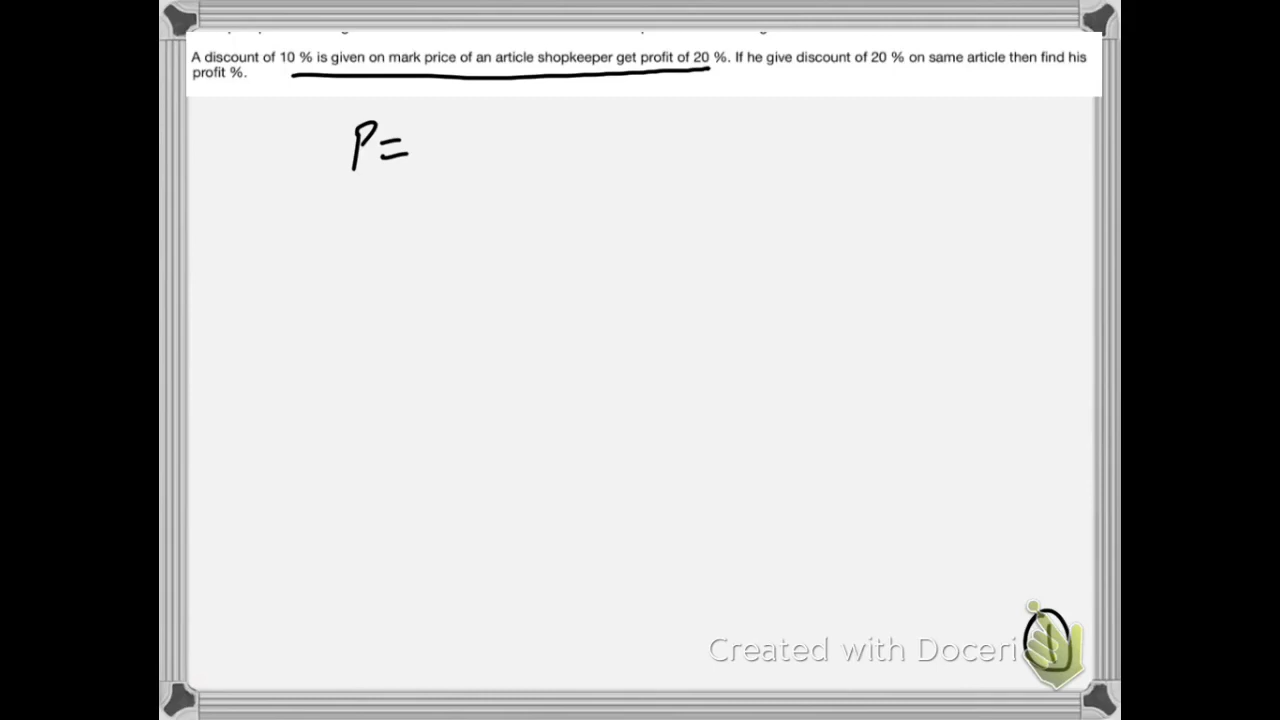 A discount of 10 % is given on mark price of an article shopkeeper get profit of 20 %. If he give discount of 20 % on same article then find his
profit %.
P=
Created with Doceri